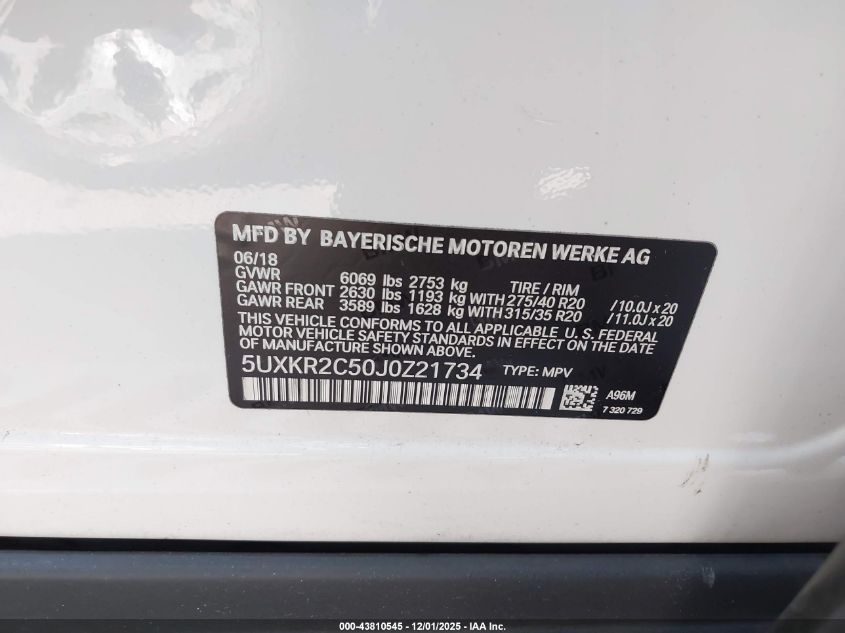 MFD BY BAYERISCHE MOTOREN WERKE AG
06/18
GVWR 6069 lbs 2753 kg TIRE / RIM
GAWR FRONT 2630 lbs 1193 kg WITH 275/40 R20 /10.0J x 20
GAWR REAR 3589 lbs 1628 kg WITH 315/35 R20 /11.0J x 20
THIS VEHICLE CONFORMS TO ALL APPLICABLE U. S. FEDERAL
MOTOR VEHICLE SAFETY STANDARDS IN EFFECT ON THE DATE
OF MANUFACTURE SHOWN ABOVE.
5UXKR2C50J0Z21734 TYPE: MPV
A96M
7 320 729
000-43810545 - 12/01/2025 - IAA Inc.